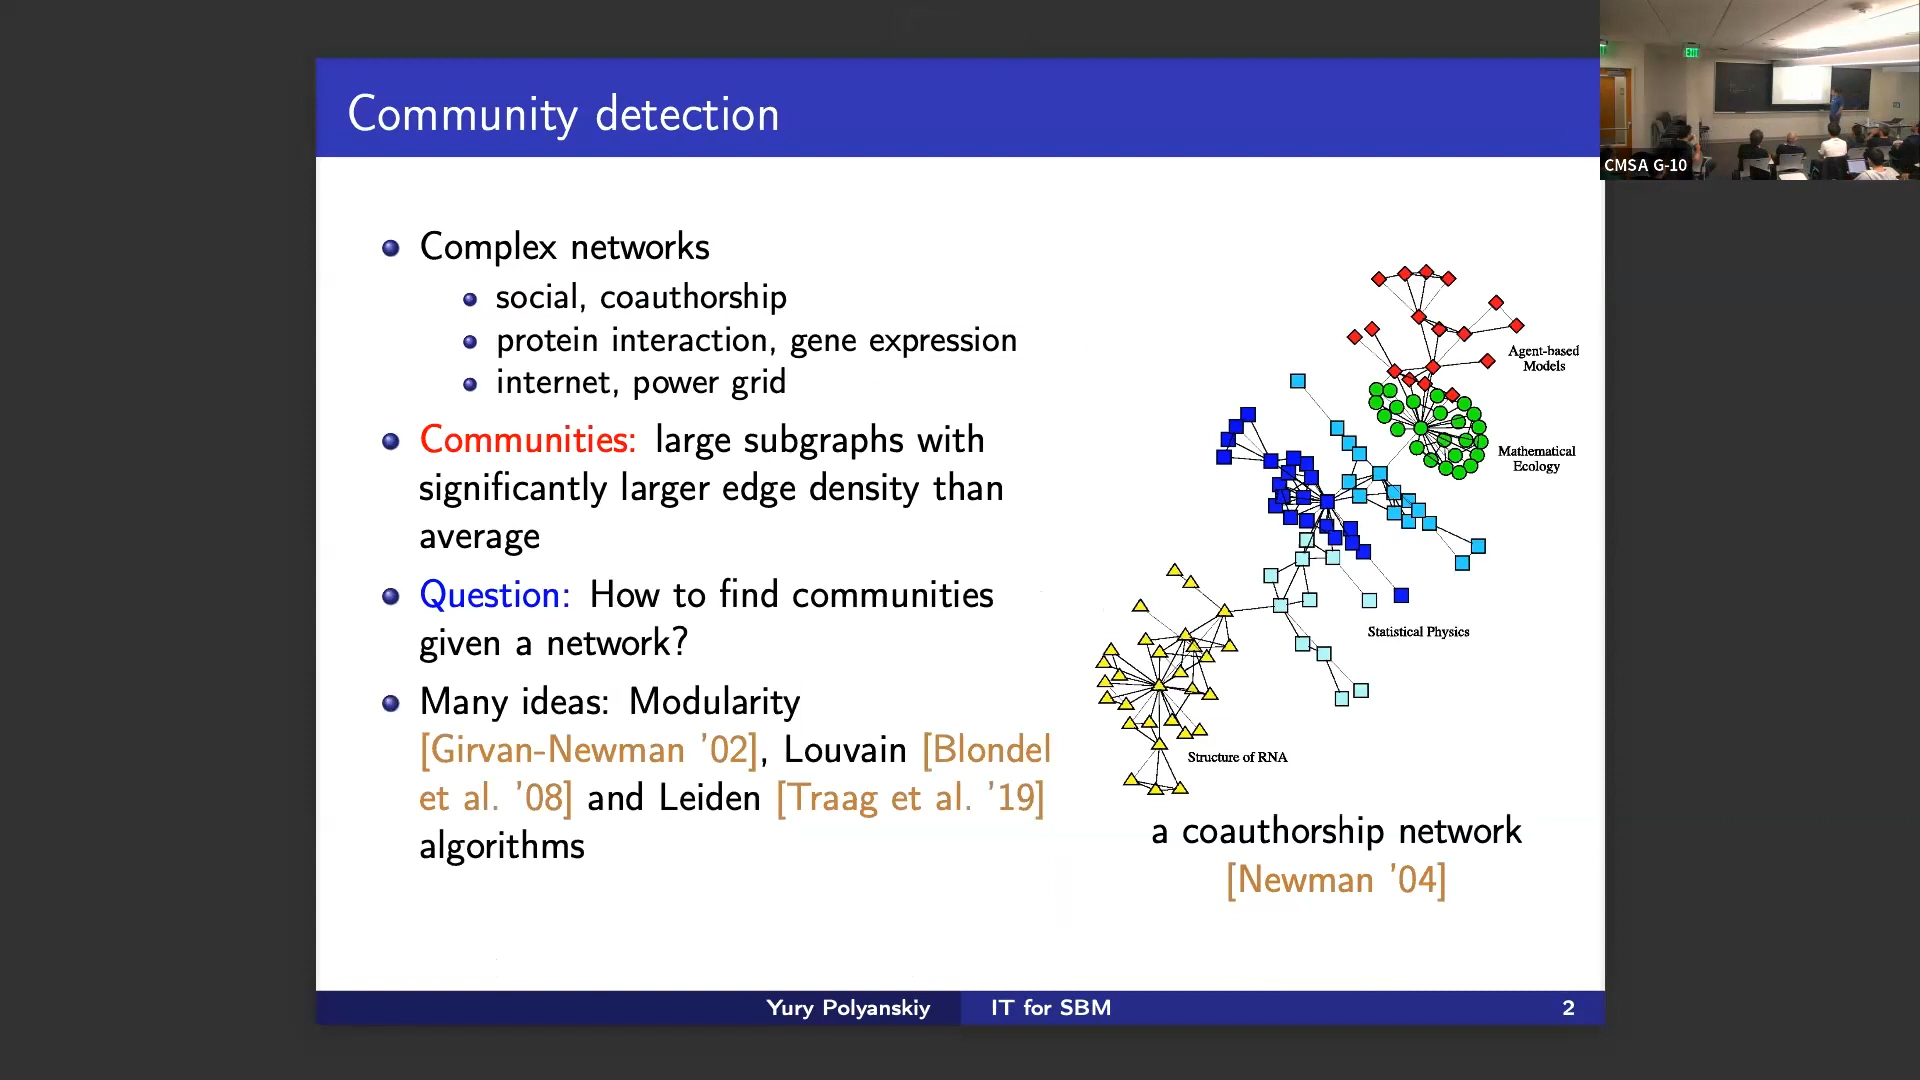 Community detection
Complex networks
social, coauthorship
protein interaction, gene expression
internet, power grid
Communities: large subgraphs with
significantly larger edge density than
average
Question: How to find communities
given a network?
Many ideas: Modularity
[Girvan-Newman '02], Louvain [Blondel
et al. '08] and Leiden [Traag et al. '19]
algorithms
Agent-based
Models
Mathematical
Ecology
Statistical Physics
Structure of RNA
a coauthorship network
[Newman '04]
Yury Polyanskiy
IT for SBM
2
EXIT
CMSA G-10